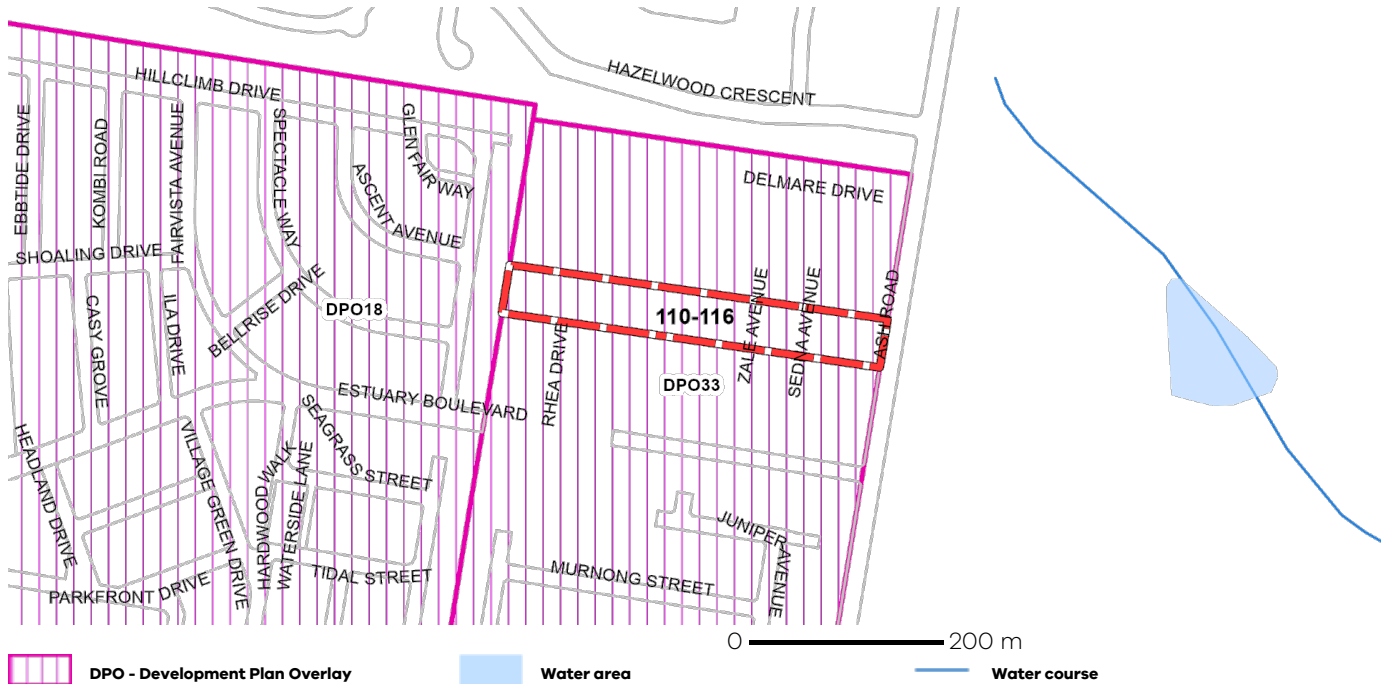 HAZELWOOD CRESCENT
HILLCLIMB DRIVE
EBBTIDE DRIVE
KOMBI ROAD
FAIRVISTA AVENUE
SPECTACLE WAY
ASCENT AVENUE
GLENFAIR WAY
DELMARE DRIVE
SHOALING DRIVE
CASY GROVE
ILA DRIVE
BELLRISE DRIVE
DPO18
110-116
ZALE AVENUE
SEDNA AVENUE
ASH ROAD
RHEA DRIVE
DPO33
ESTUARY BOULEVARD
HEADLAND DRIVE
VILLAGE GREEN DRIVE
HARDWOOD WALK
WATERSIDE LANE
SEAGRASS STREET
TIDAL STREET
PARKFRONT DRIVE
JUNIPER AVENUE
MURNONG STREET
0 200 m
DPO - Development Plan Overlay
Water area
Water course